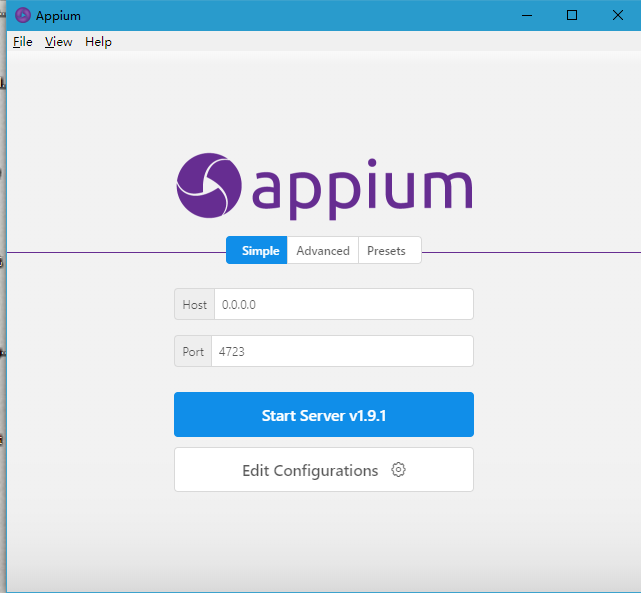 Appium
File View Help
appium
Simple Advanced Presets
Host 0.0.0.0
Port 4723
Start Server v1.9.1
Edit Configurations